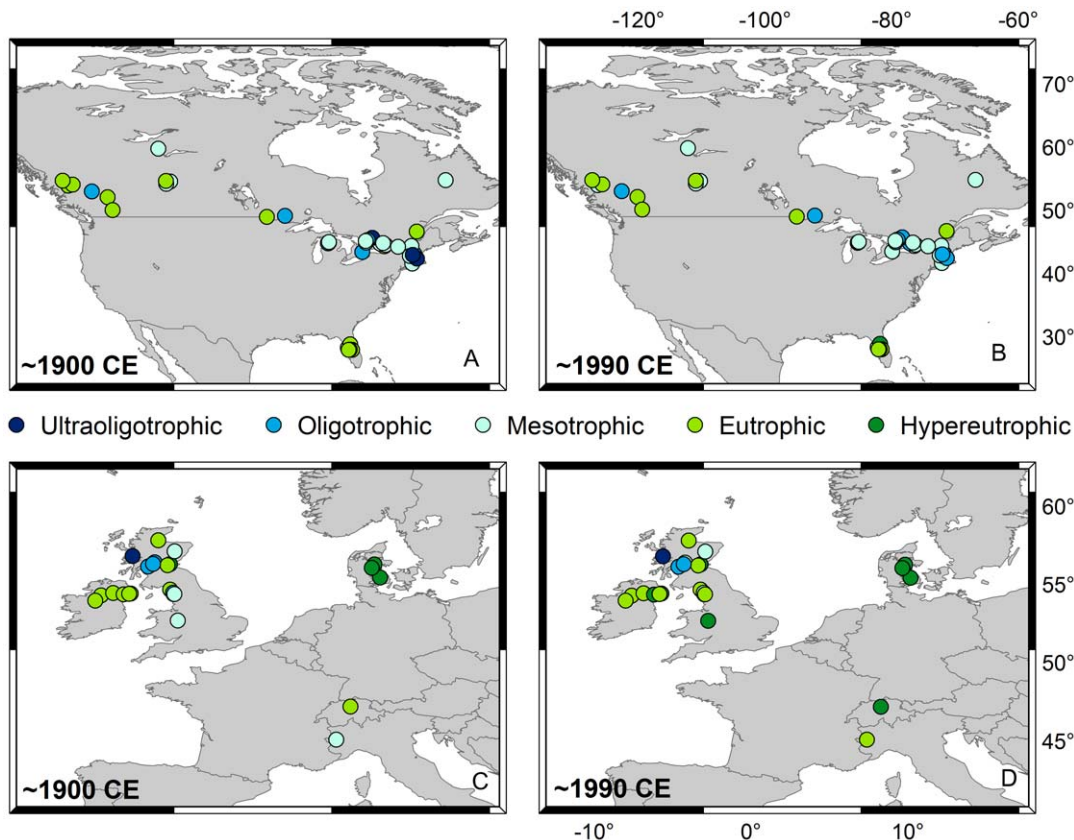 -120° -100° -80° -60°
70°
60°
50°
40°
30°
~1900 CE A
~1990 CE B
Ultraoligotrophic Oligotrophic Mesotrophic Eutrophic Hypereutrophic
60°
55°
50°
45°
~1900 CE C
~1990 CE D
-10° 0° 10°